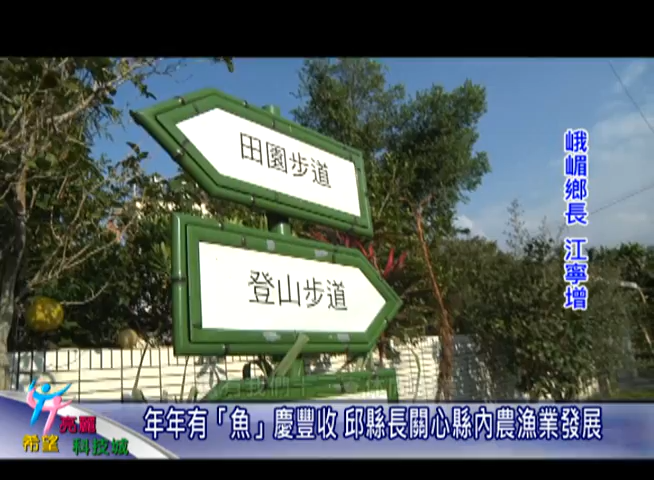 田園步道
登山步道
峨嵋鄉長 江寧增
年年有「魚」慶豐收 邱縣長關心縣內農漁業發展
亮麗
希望 科技城